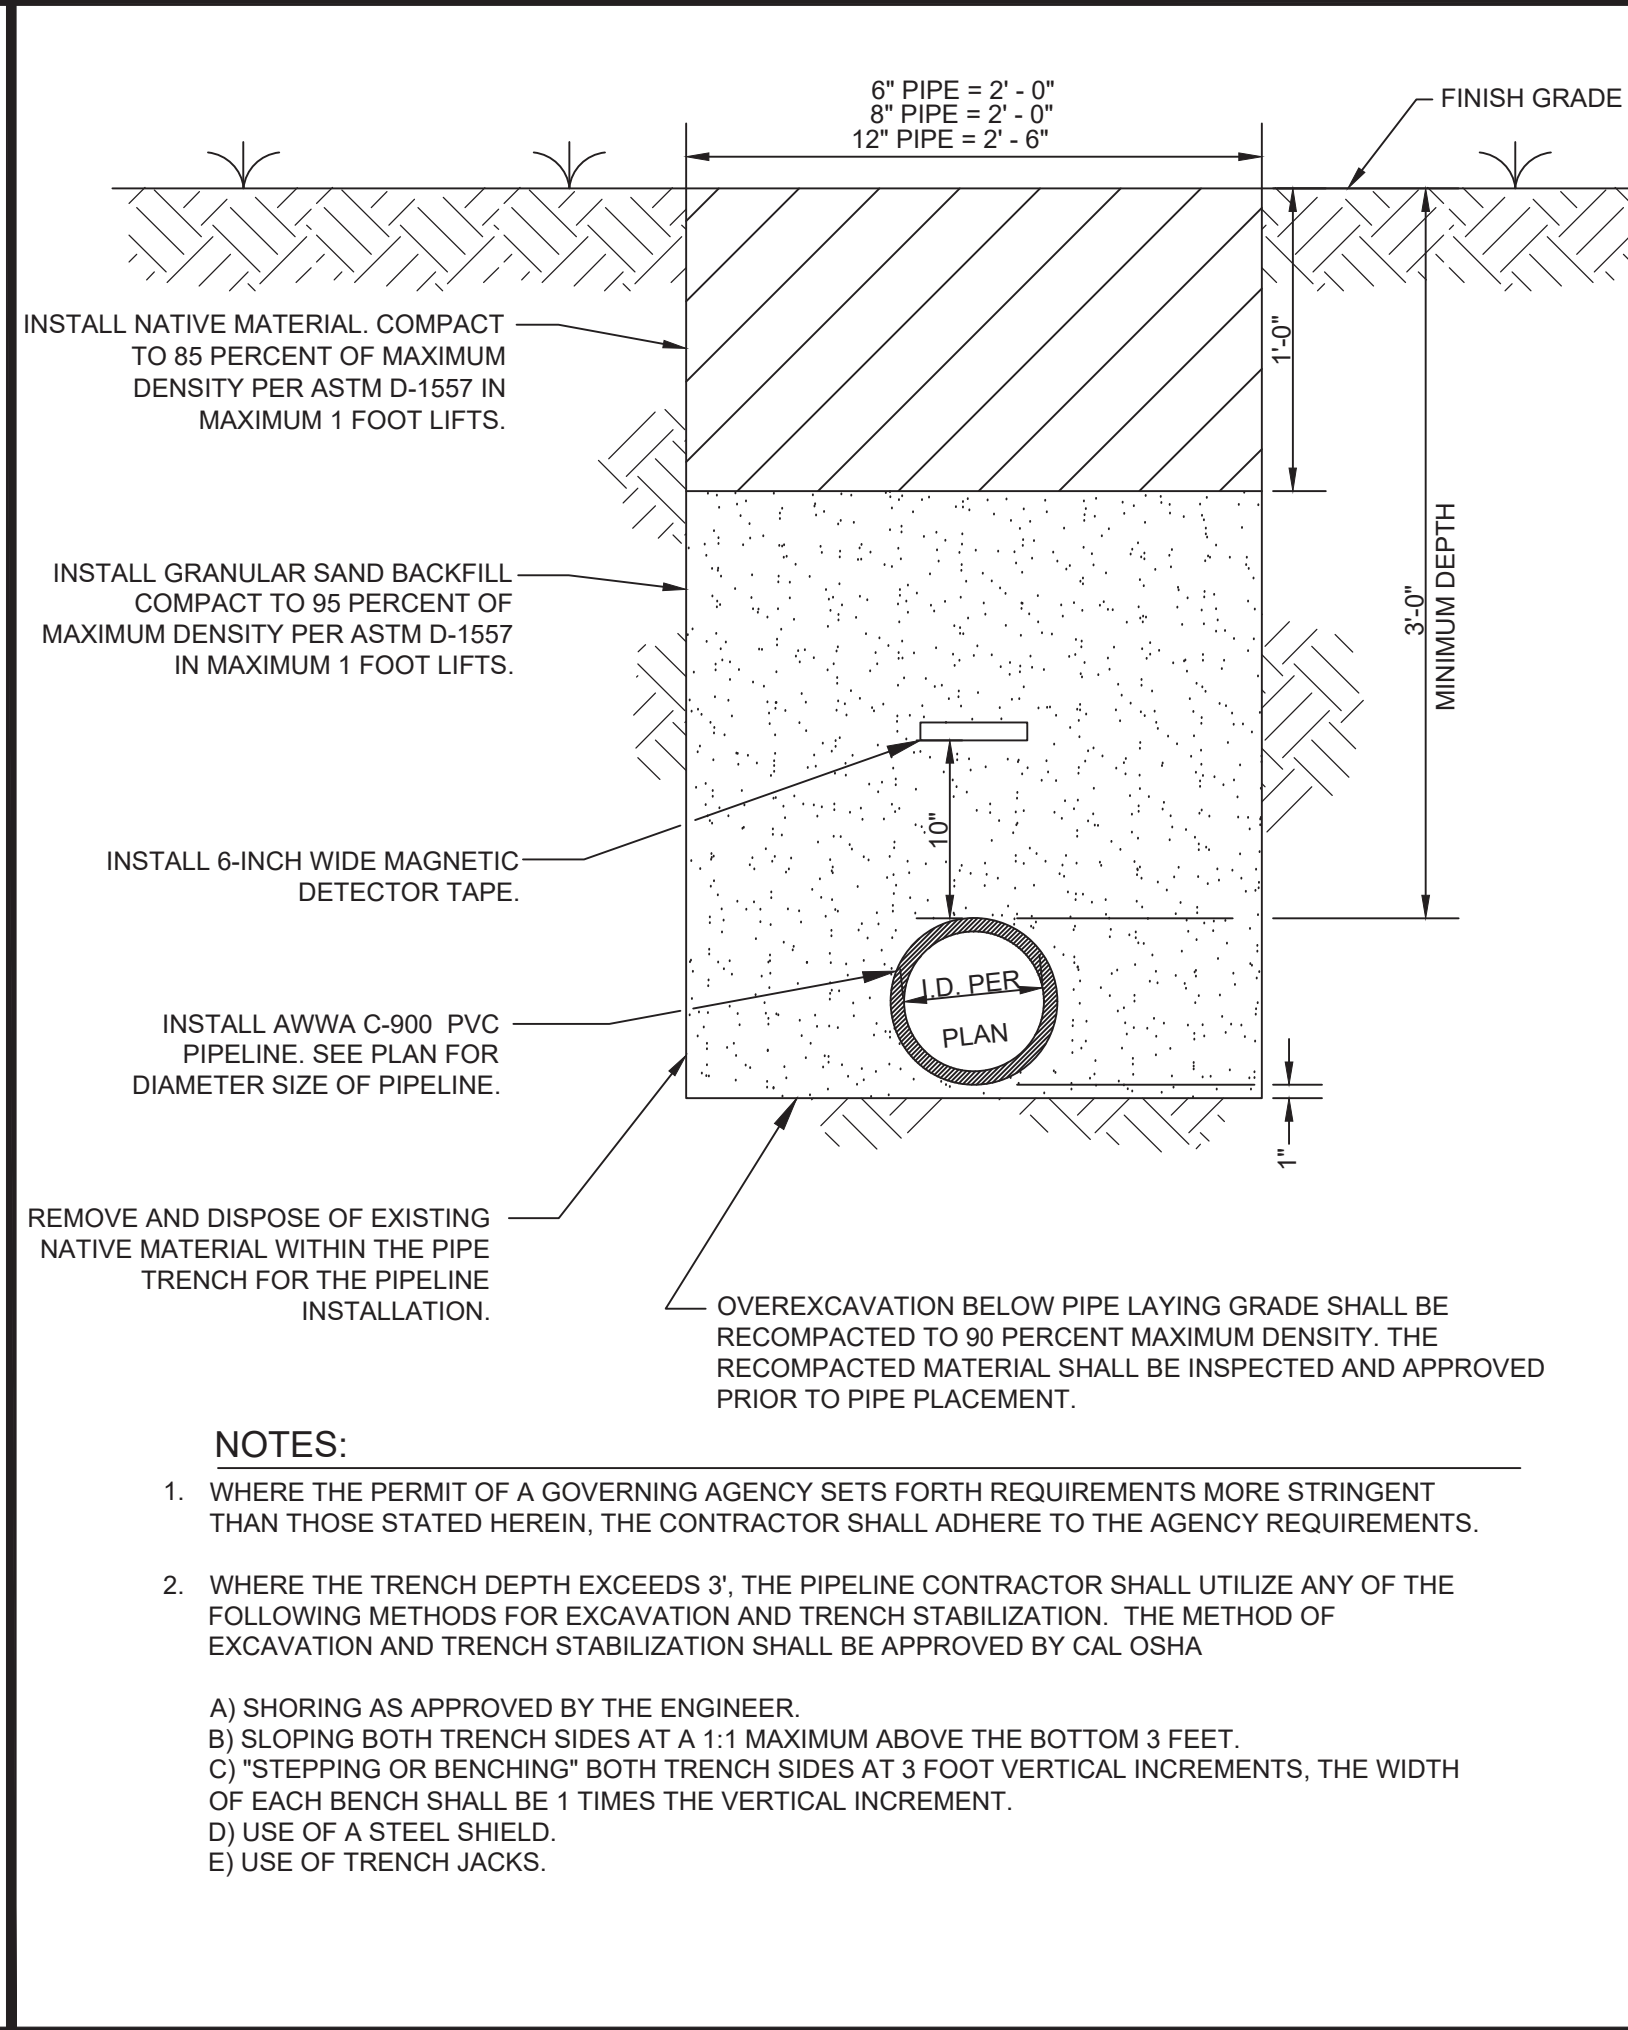 6" PIPE = 2' - 0"
8" PIPE = 2' - 0"
12" PIPE = 2' - 6"
FINISH GRADE
INSTALL NATIVE MATERIAL. COMPACT
TO 85 PERCENT OF MAXIMUM
DENSITY PER ASTM D-1557 IN
MAXIMUM 1 FOOT LIFTS.
1'-0"
INSTALL GRANULAR SAND BACKFILL
COMPACT TO 95 PERCENT OF
MAXIMUM DENSITY PER ASTM D-1557
IN MAXIMUM 1 FOOT LIFTS.
3'-0"
MINIMUM DEPTH
10"
INSTALL 6-INCH WIDE MAGNETIC
DETECTOR TAPE.
I.D. PER
PLAN
INSTALL AWWA C-900 PVC
PIPELINE. SEE PLAN FOR
DIAMETER SIZE OF PIPELINE.
1"
REMOVE AND DISPOSE OF EXISTING
NATIVE MATERIAL WITHIN THE PIPE
TRENCH FOR THE PIPELINE
INSTALLATION.
OVEREXCAVATION BELOW PIPE LAYING GRADE SHALL BE
RECOMPACTED TO 90 PERCENT MAXIMUM DENSITY. THE
RECOMPACTED MATERIAL SHALL BE INSPECTED AND APPROVED
PRIOR TO PIPE PLACEMENT.
NOTES:
1. WHERE THE PERMIT OF A GOVERNING AGENCY SETS FORTH REQUIREMENTS MORE STRINGENT
THAN THOSE STATED HEREIN, THE CONTRACTOR SHALL ADHERE TO THE AGENCY REQUIREMENTS.
2. WHERE THE TRENCH DEPTH EXCEEDS 3', THE PIPELINE CONTRACTOR SHALL UTILIZE ANY OF THE
FOLLOWING METHODS FOR EXCAVATION AND TRENCH STABILIZATION. THE METHOD OF
EXCAVATION AND TRENCH STABILIZATION SHALL BE APPROVED BY CAL OSHA
A) SHORING AS APPROVED BY THE ENGINEER.
B) SLOPING BOTH TRENCH SIDES AT A 1:1 MAXIMUM ABOVE THE BOTTOM 3 FEET.
C) "STEPPING OR BENCHING" BOTH TRENCH SIDES AT 3 FOOT VERTICAL INCREMENTS, THE WIDTH
OF EACH BENCH SHALL BE 1 TIMES THE VERTICAL INCREMENT.
D) USE OF A STEEL SHIELD.
E) USE OF TRENCH JACKS.